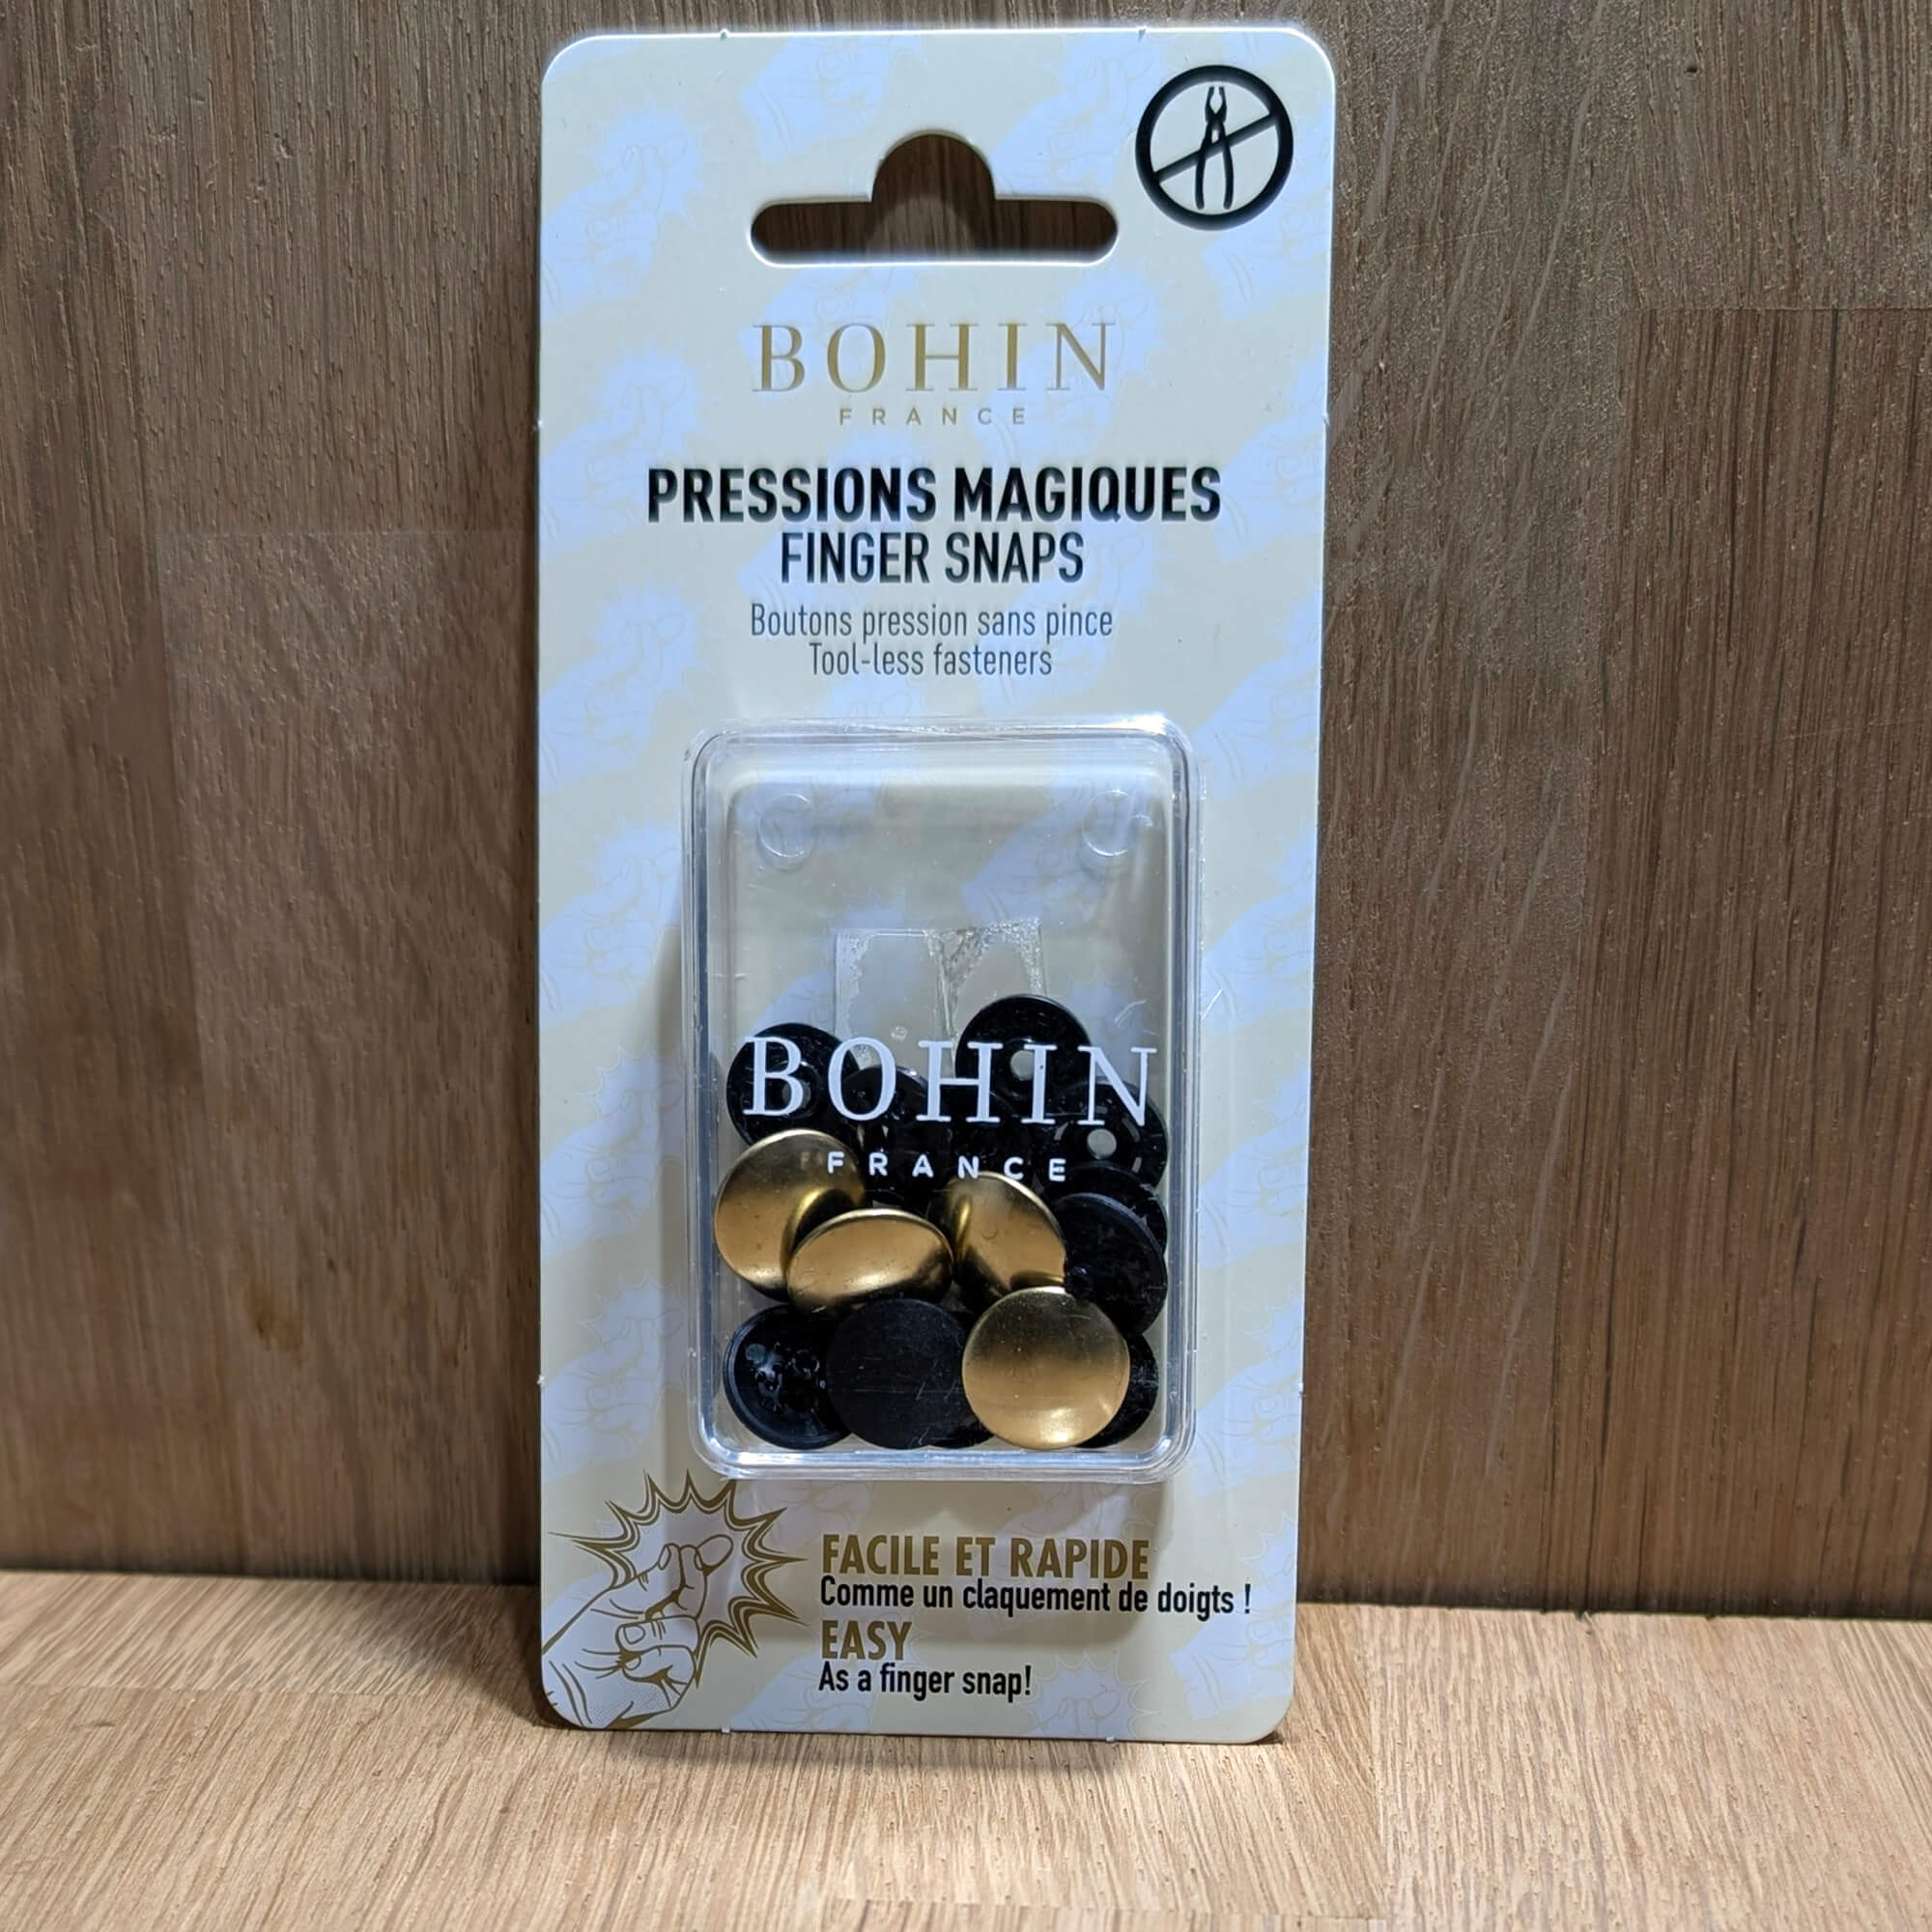 BOHIN
FRANCE
PRESSIONS MAGIQUES
FINGER SNAPS
Boutons pression sans pince
Tool-less fasteners
BOHIN
FRANCE
FACILE ET RAPIDE
Comme un claquement de doigts !
EASY
As a finger snap!